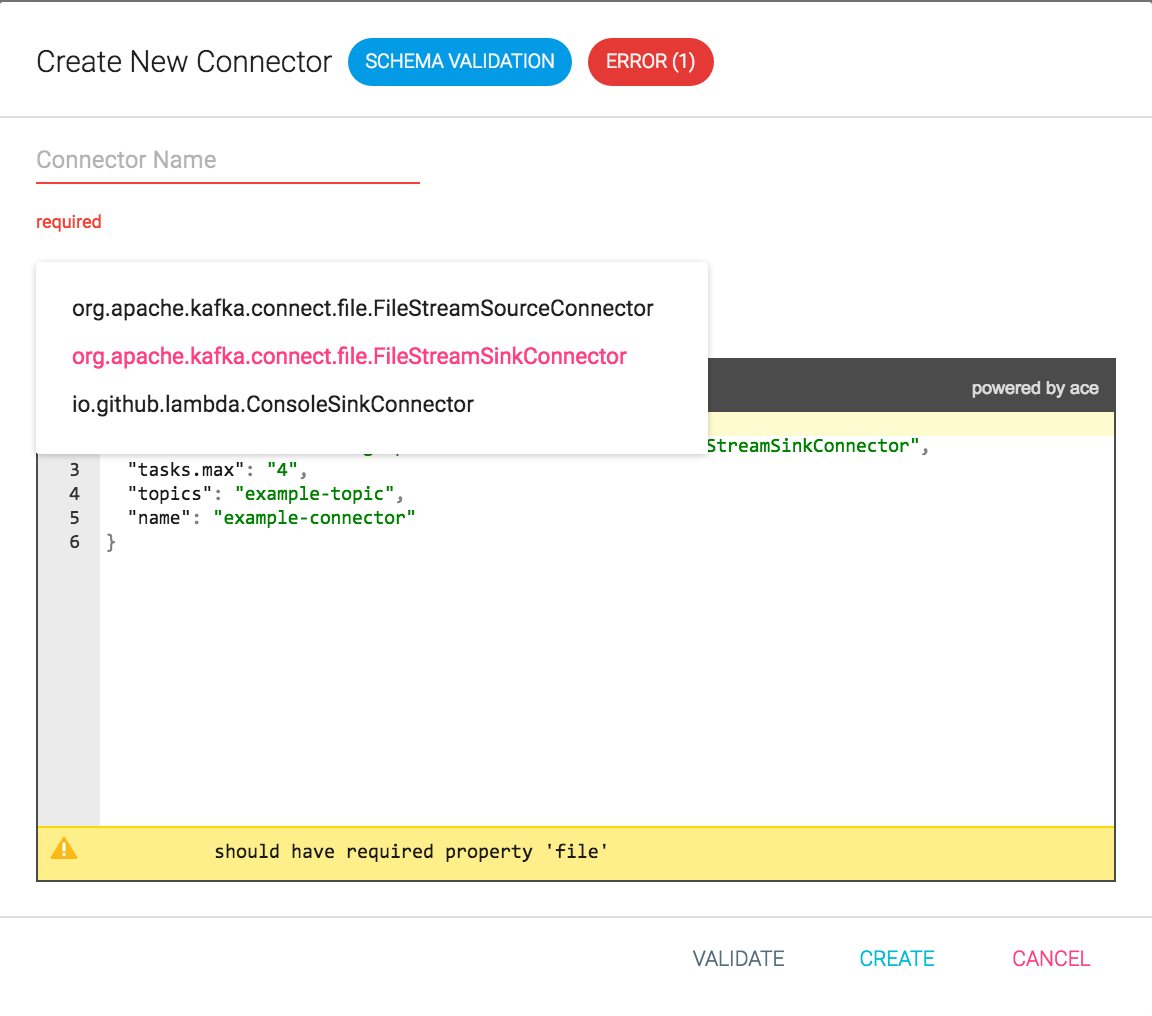 Create New Connector SCHEMA VALIDATION ERROR (1)
Connector Name
required
org.apache.kafka.connect.file.FileStreamSourceConnector
org.apache.kafka.connect.file.FileStreamSinkConnector
io.github.lambda.ConsoleSinkConnector
powered by ace
StreamSinkConnector",
3 "tasks.max": "4",
4 "topics": "example-topic",
5 "name": "example-connector"
6 }
should have required property 'file'
VALIDATE CREATE CANCEL